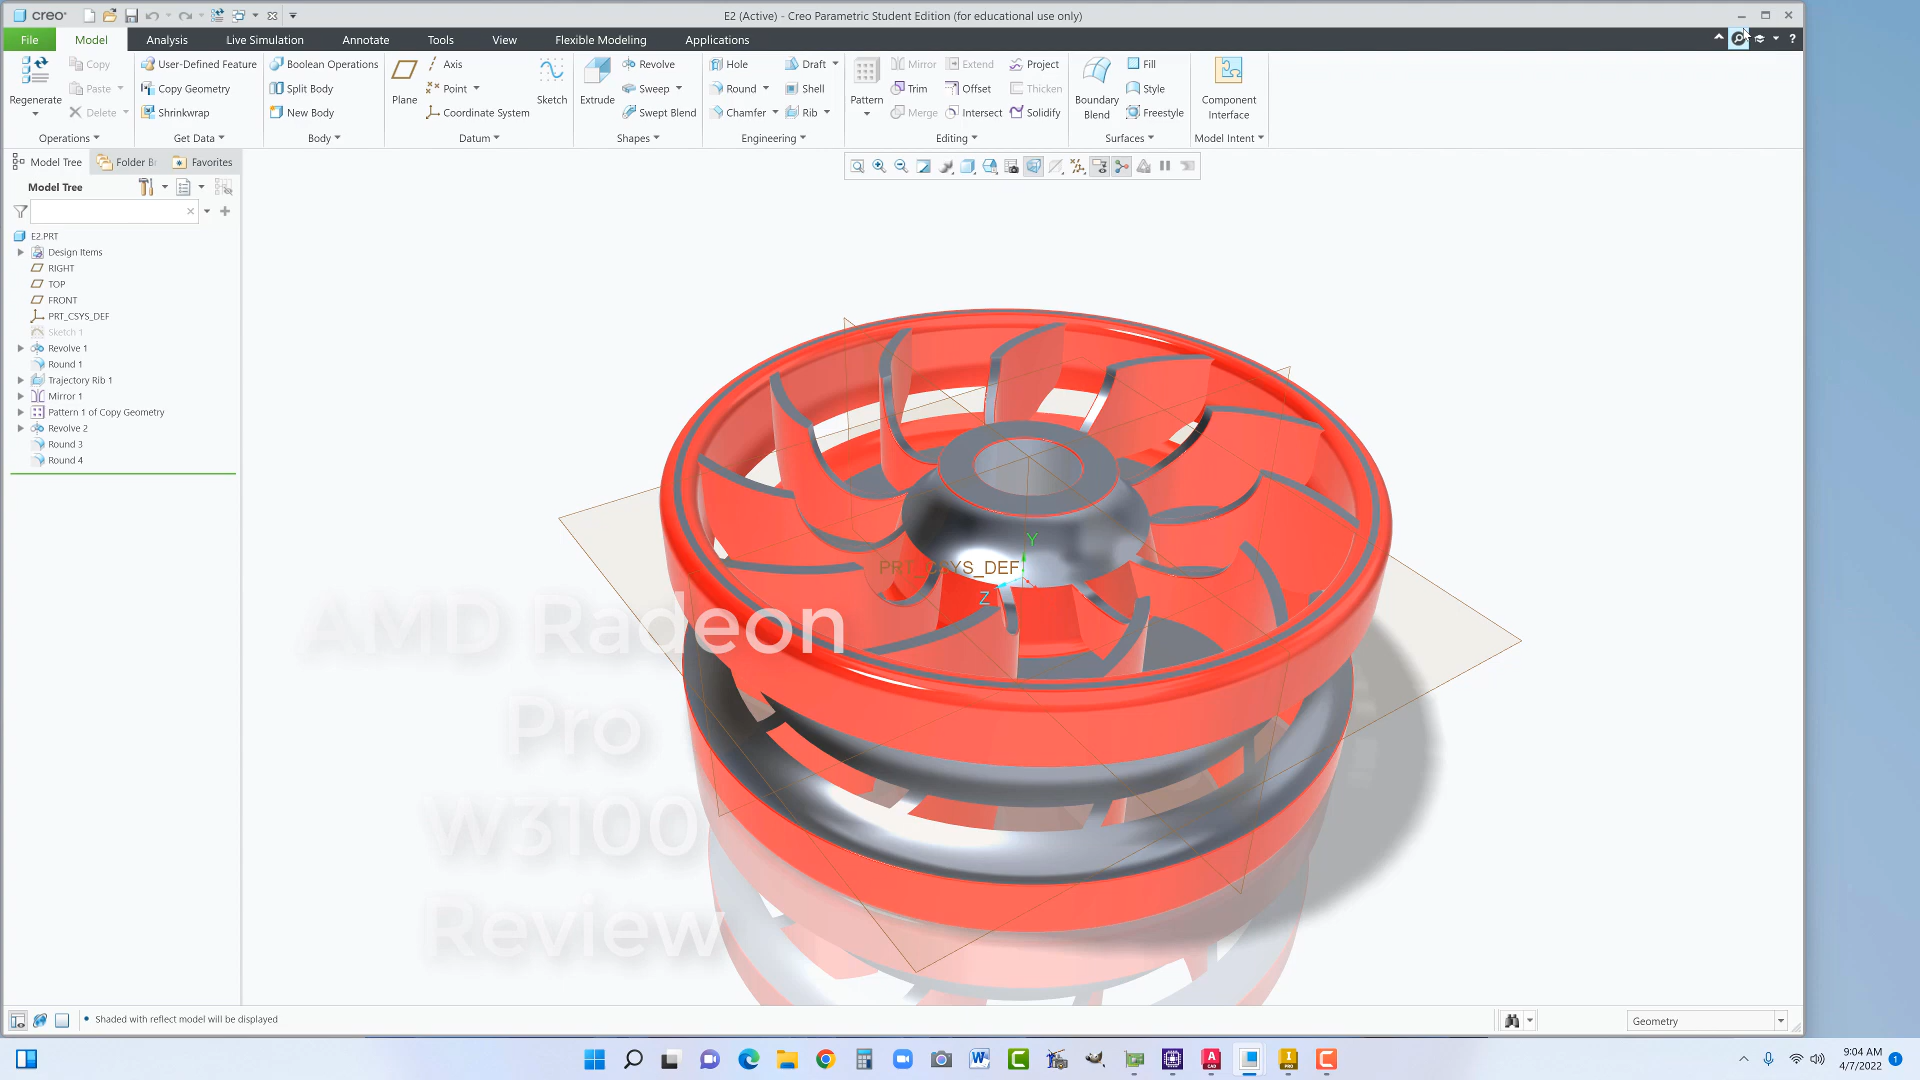 creo
E2 (Active) - Creo Parametric Student Edition (for educational use only)
File Model Analysis Live Simulation Annotate Tools View Flexible Modeling Applications
Regenerate
Copy
Paste
Delete
Operations
User-Defined Feature
Copy Geometry
Shrinkwrap
Get Data
Boolean Operations
Split Body
New Body
Body
Plane
Axis
Point
Coordinate System
Sketch
Datum
Extrude
Revolve
Sweep
Swept Blend
Shapes
Hole
Round
Chamfer
Draft
Shell
Rib
Engineering
Pattern
Mirror
Trim
Merge
Extend
Offset
Intersect
Project
Thicken
Solidify
Editing
Boundary
Blend
Fill
Style
Freestyle
Surfaces
Component
Interface
Model Intent
Model Tree Folder Br Favorites
Model Tree
E2.PRT
Design Items
RIGHT
TOP
FRONT
PRT_CSYS_DEF
Sketch 1
Revolve 1
Round 1
Trajectory Rib 1
Mirror 1
Pattern 1 of Copy Geometry
Revolve 2
Round 3
Round 4
Y
PRT_CSYS_DEF
Z
AMD Radeon
Pro
W3100
Review
Shaded with reflect model will be displayed
Geometry
9:04 AM
4/7/2022
1